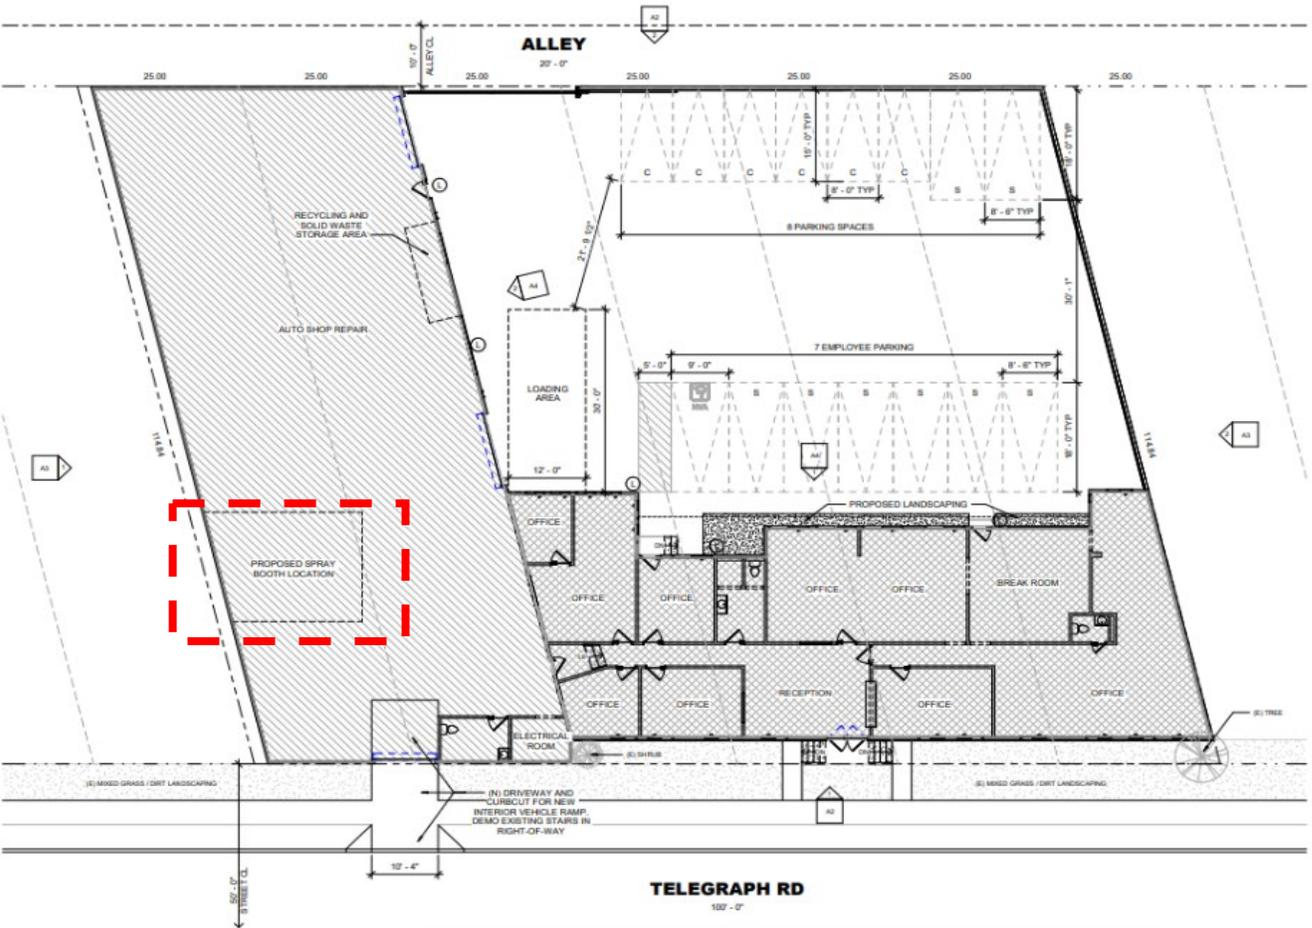 A2
2
ALLEY
20' - 0"
10' - 0"
ALLEY CL
25.00
25.00
25.00
25.00
25.00
25.00
25.00
15' - 0" TYP
18' - 0" TYP
C
C
C
C
C
C
S
S
8' - 0" TYP
8' - 6" TYP
8 PARKING SPACES
L
RECYCLING AND
SOLID WASTE
STORAGE AREA
21' - 9 1/2"
A4
2
30' - 1"
AUTO SHOP REPAIR
L
7 EMPLOYEE PARKING
5' - 0"
9' - 0"
8' - 6" TYP
LOADING
AREA
30' - 0"
S
S
S
S
S
S
18' - 0" TYP
114.84
114.84
A3
1
2
A3
A4
12' - 0"
L
PROPOSED LANDSCAPING
OFFICE
PROPOSED SPRAY
BOOTH LOCATION
OFFICE
OFFICE
OFFICE
OFFICE
BREAK ROOM
OFFICE
OFFICE
RECEPTION
OFFICE
OFFICE
ELECTRICAL
ROOM
(E) SHRUB
(E) TREE
(E) MIXED GRASS / DIRT LANDSCAPING
(E) MIXED GRASS / DIRT LANDSCAPING
(N) DRIVEWAY AND
CURBCUT FOR NEW
INTERIOR VEHICLE RAMP.
DEMO EXISTING STAIRS IN
RIGHT-OF-WAY
1
A2
10' - 4"
50' - 0"
STREET CL
TELEGRAPH RD
100' - 0"